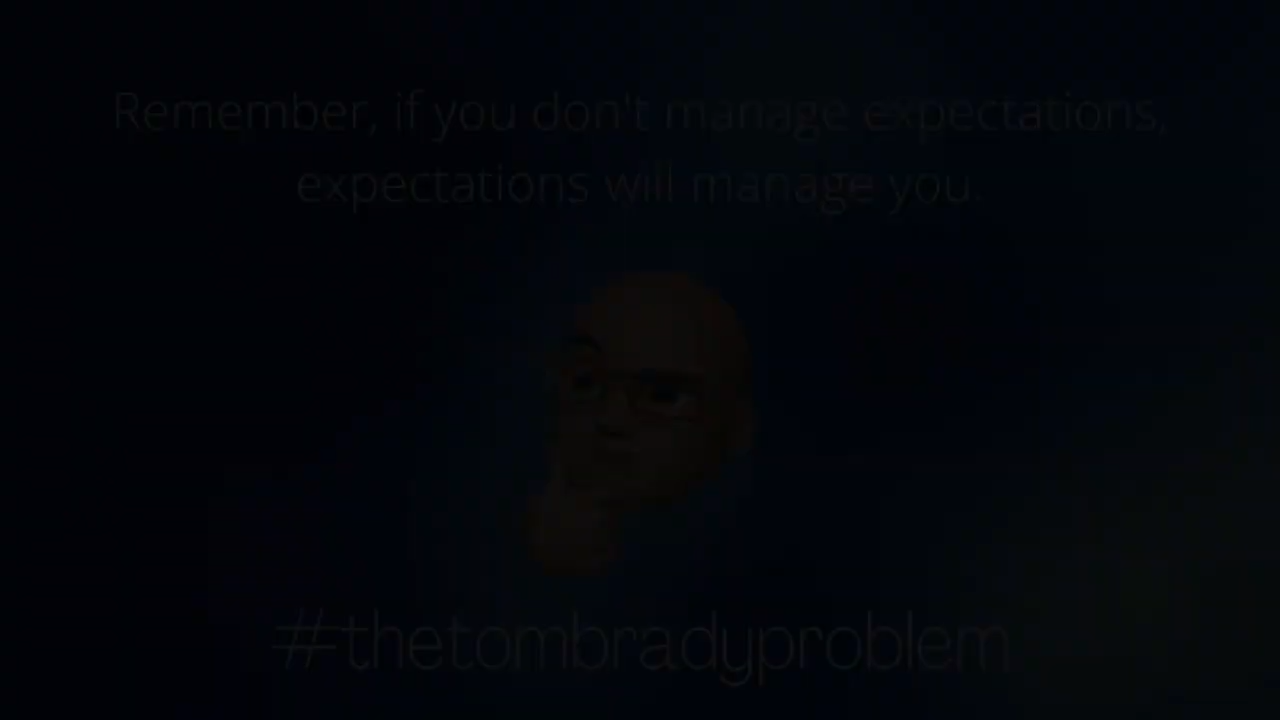 Remember, if you don't manage expectations,
expectations will manage you.
#thetombradyproblem